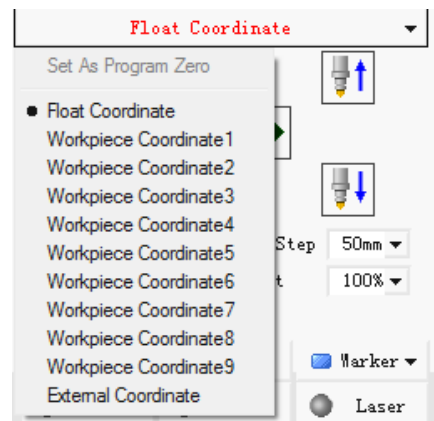 Float Coordinate
Set As Program Zero
Float Coordinate
Workpiece Coordinate1
Workpiece Coordinate2
Workpiece Coordinate3
Workpiece Coordinate4
Workpiece Coordinate5
Step 50mm
Workpiece Coordinate6
t 100%
Workpiece Coordinate7
Workpiece Coordinate8
Workpiece Coordinate9
Warker
External Coordinate
Laser